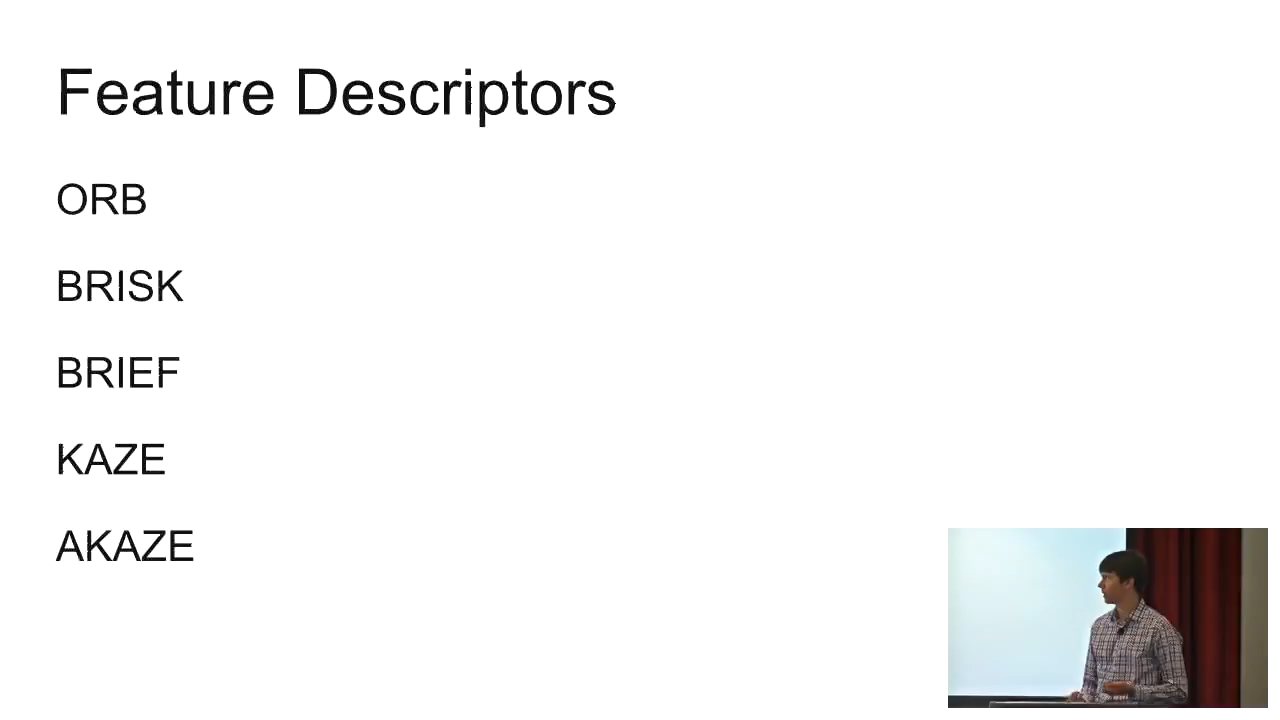 Feature Descriptors
ORB
BRISK
BRIEF
KAZE
AKAZE